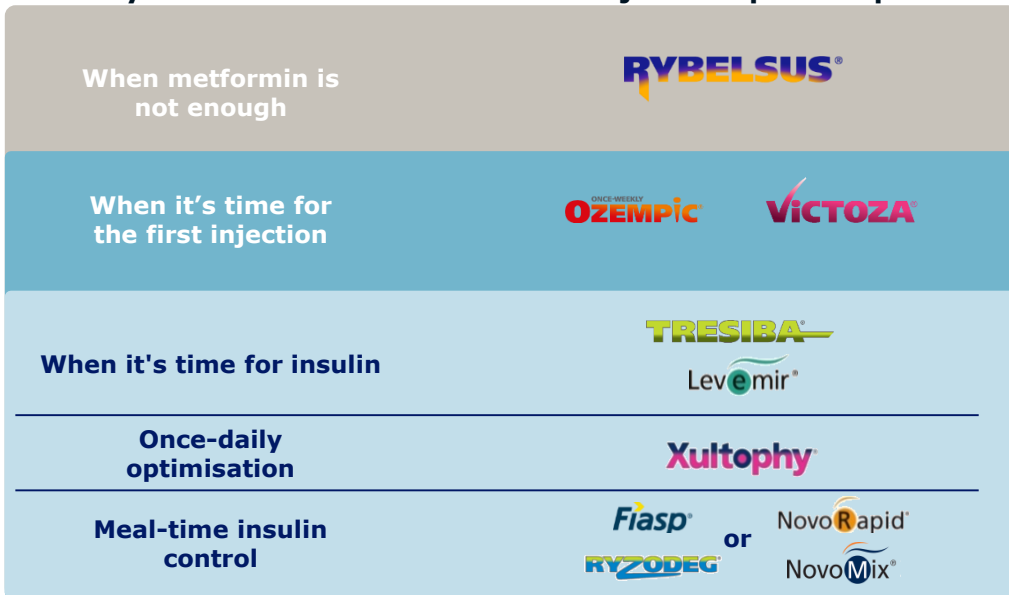 When metformin is
not enough
RYBELSUS®
When it’s time for
the first injection
ONCE-WEEKLY
OZEMPIC®
VICTOZA®
When it's time for insulin
TRESIBA®
Levemir®
Once-daily
optimisation
Xultophy®
Meal-time insulin
control
Fiasp®
RYZODEG®
or
NovoRapid®
NovoMix®